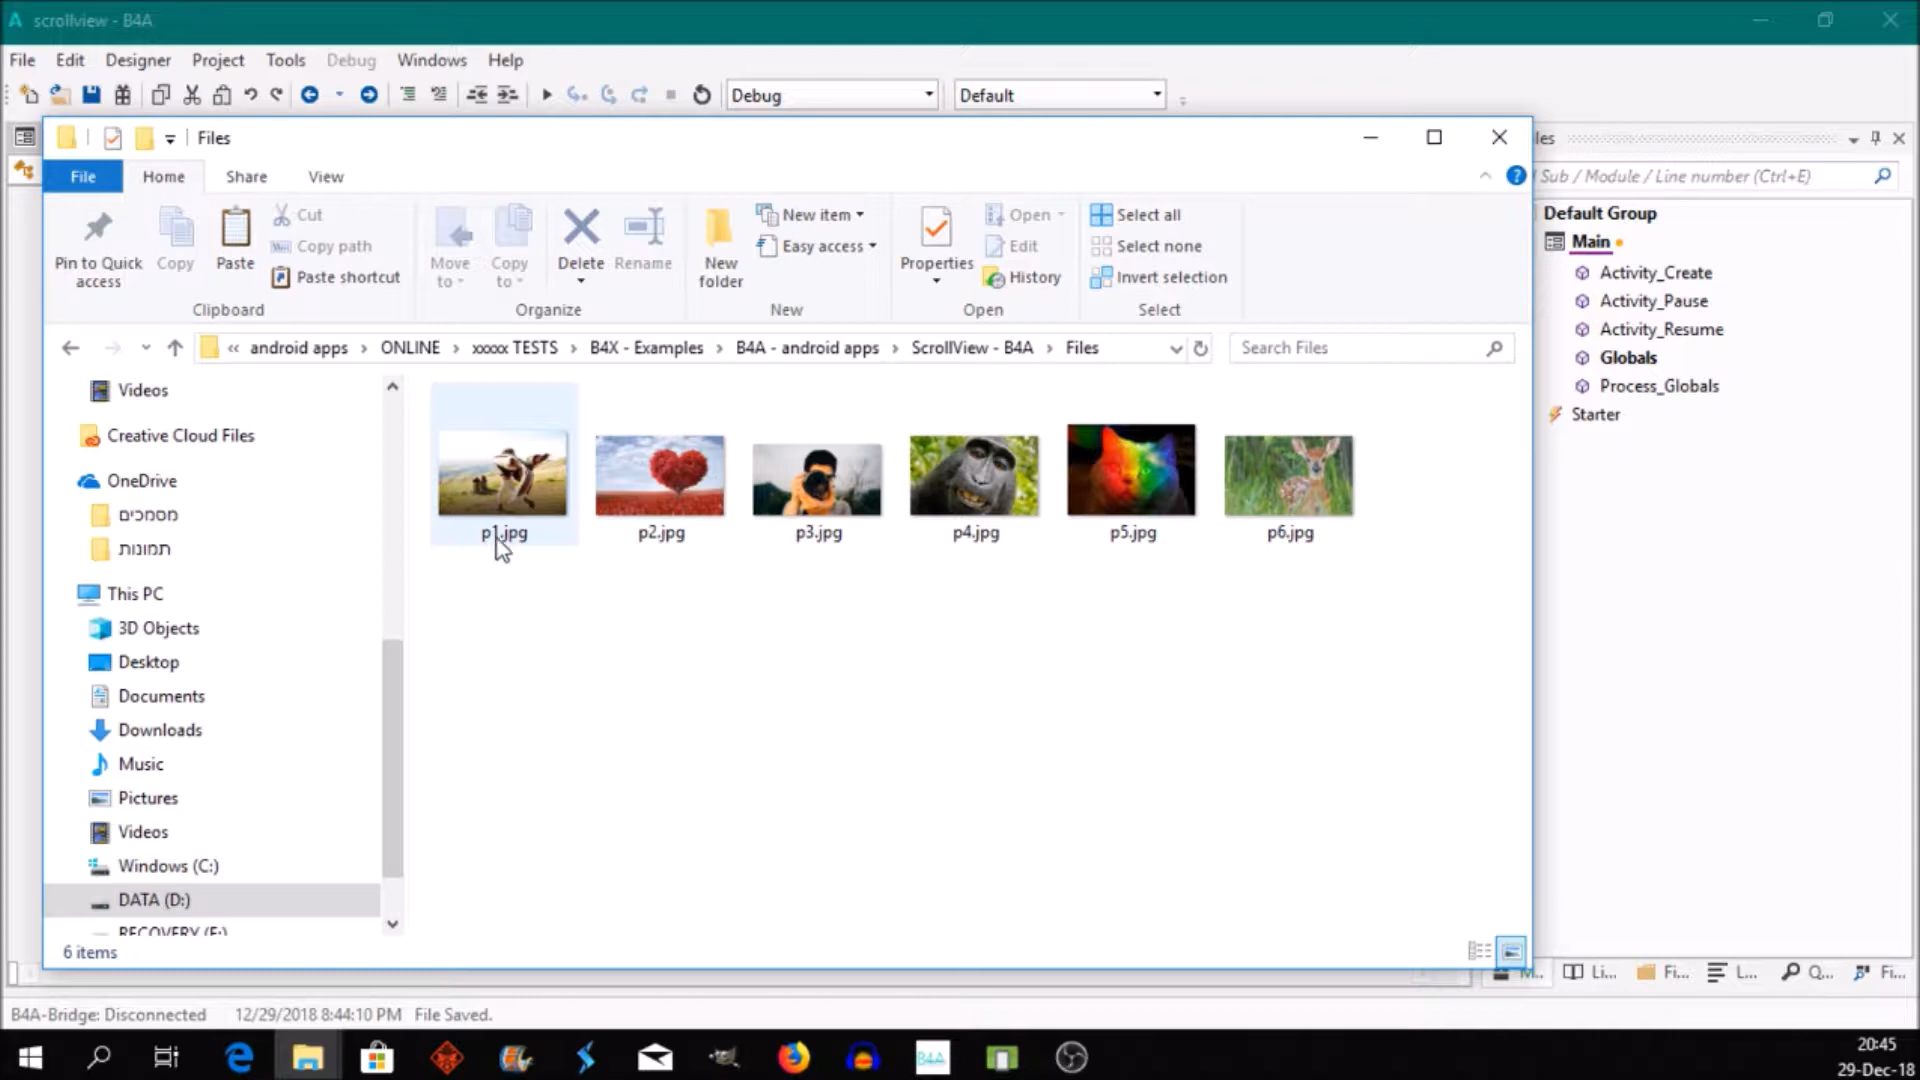 scrollview - B4A
File Edit Designer Project Tools Debug Windows Help
Debug Default
Files
File Home Share View
Sub / Module / Line number (Ctrl+E)
Pin to Quick access
Copy
Paste
Cut
Copy path
Paste shortcut
Clipboard
Move to
Copy to
Delete
Rename
Organize
New folder
New item
Easy access
New
Properties
Open
Edit
History
Open
Select all
Select none
Invert selection
Select
« android apps › ONLINE › xxxxx TESTS › B4X - Examples › B4A - android apps › ScrollView - B4A › Files
Search Files
Videos
Creative Cloud Files
OneDrive
מסמכים
תמונות
This PC
3D Objects
Desktop
Documents
Downloads
Music
Pictures
Videos
Windows (C:)
DATA (D:)
RECOVERY (E:)
p1.jpg p2.jpg p3.jpg p4.jpg p5.jpg p6.jpg
6 items
Default Group
Main
Activity_Create
Activity_Pause
Activity_Resume
Globals
Process_Globals
Starter
M... Li... Fi... L... Q... Fi...
B4A-Bridge: Disconnected 12/29/2018 8:44:10 PM File Saved.
B4A
20:45
29-Dec-18